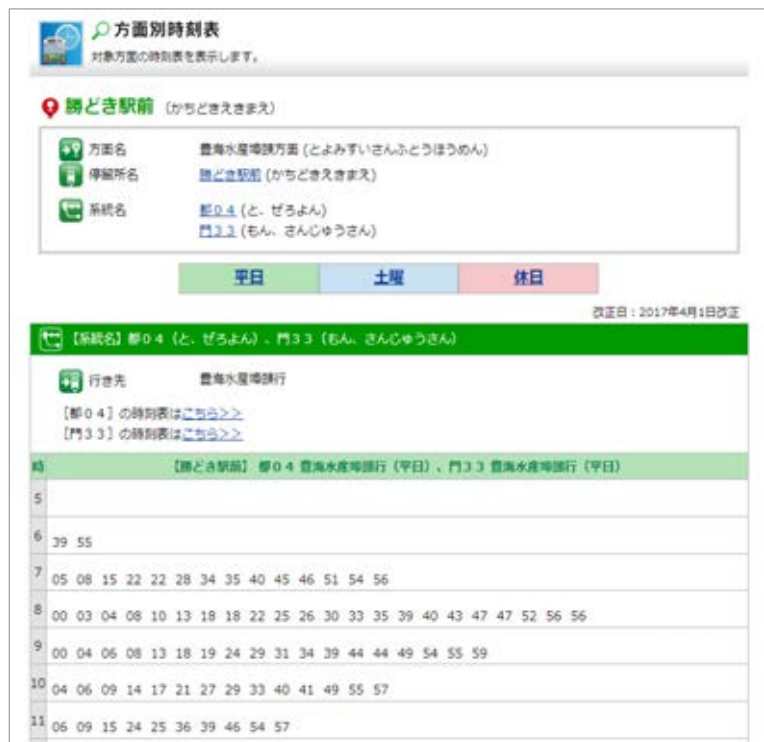 方面別時刻表
対象方面の時刻表を表示します。
勝どき駅前 (かちどきえきまえ)
方面名 豊海水産埠頭方面 (とよみすいさんふとうほうめん)
停留所名 勝どき駅前 (かちどきえきまえ)
系統名 都04 (と、ぜろよん)
門33 (もん、さんじゅうさん)
平日 土曜 休日
改正日：2017年4月1日改正
【系統名】都04（と、ぜろよん）、門33（もん、さんじゅうさん）
行き先 豊海水産埠頭行
［都04］の時刻表はこちら>>
［門33］の時刻表はこちら>>
時 【勝どき駅前】 都04 豊海水産埠頭行（平日）、門33 豊海水産埠頭行（平日）
5
6 39 55
7 05 08 15 22 22 28 34 35 40 45 46 51 54 56
8 00 03 04 08 10 13 18 18 22 25 26 30 33 35 39 40 43 47 47 52 56 56
9 00 04 06 08 13 18 19 24 29 31 34 39 44 44 49 54 55 59
10 04 06 09 14 17 21 27 29 33 40 41 49 55 57
11 06 09 15 24 25 36 39 46 54 57